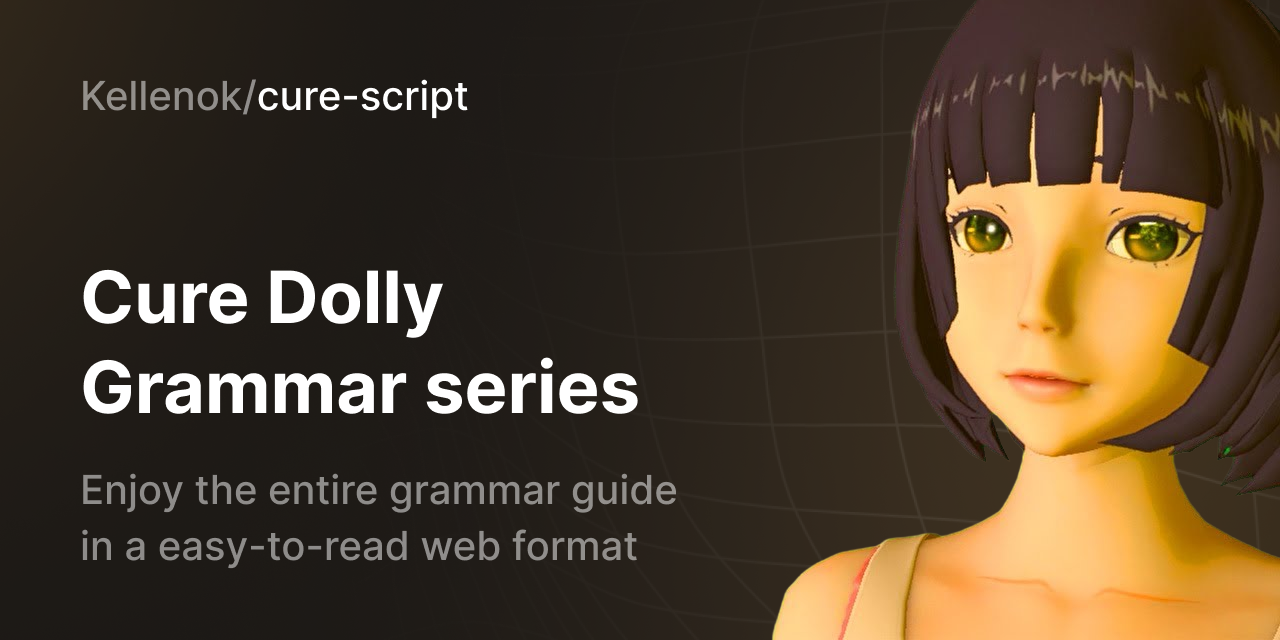 Kellenok/cure-script
Cure Dolly
Grammar series
Enjoy the entire grammar guide
in a easy-to-read web format